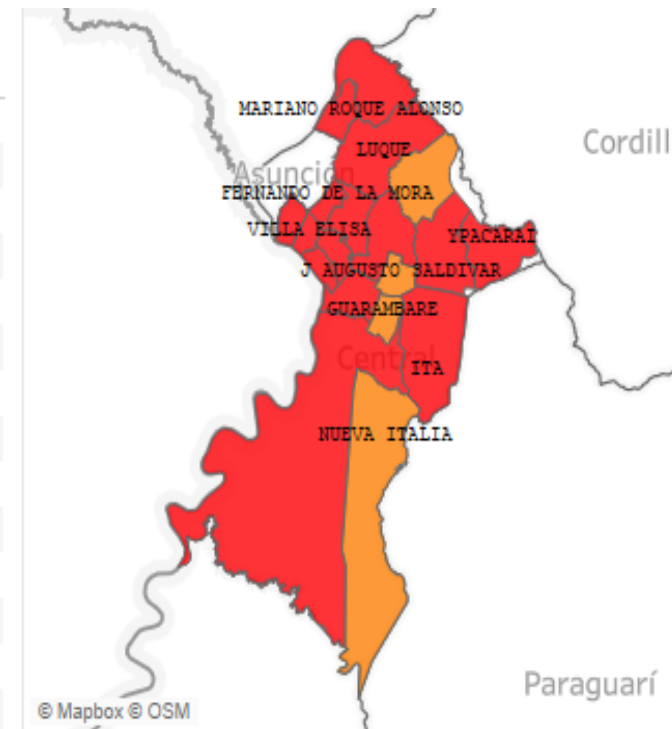 MARIANO ROQUE ALONSO
Cordill
LUQUE
Asunción
FERNANDO DE LA MORA
VILLA ELISA
YPACARAÍ
J AUGUSTO SALDIVAR
GUARAMBARE
Central
ITA
NUEVA ITALIA
Paraguarí
© Mapbox © OSM